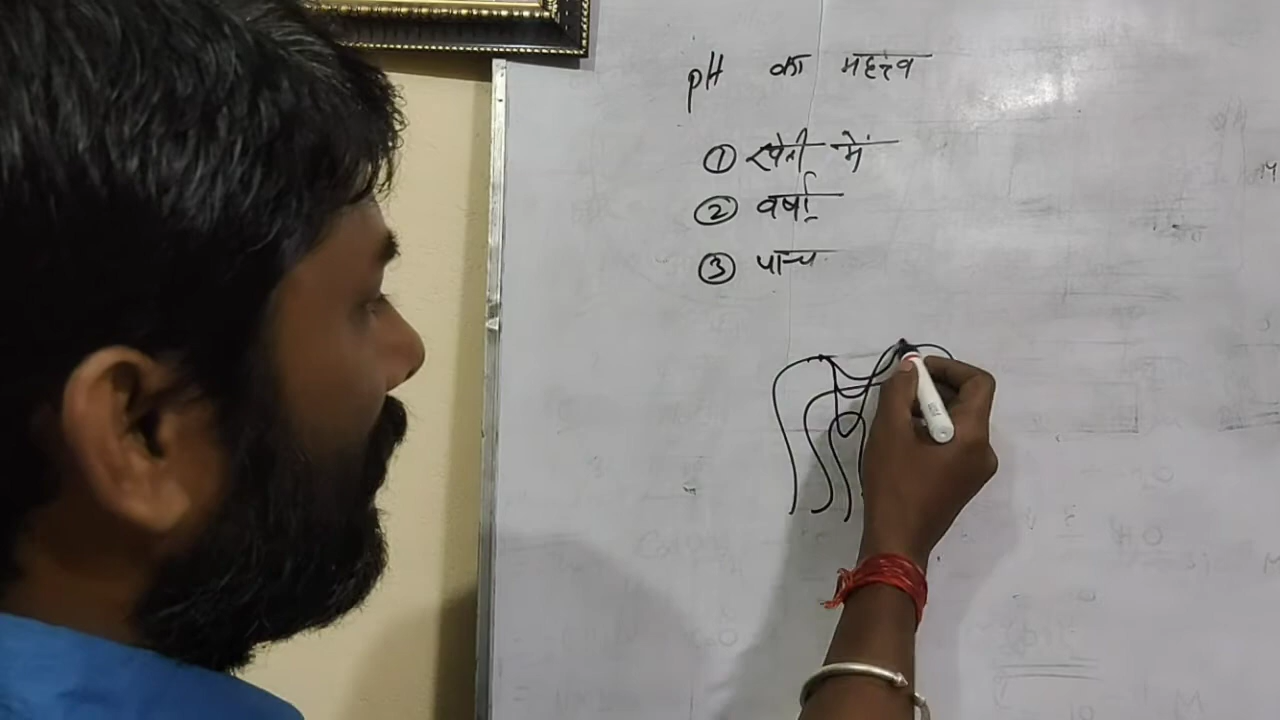 pH का महत्त्व
① खेती में
② वर्षा
③ पाच